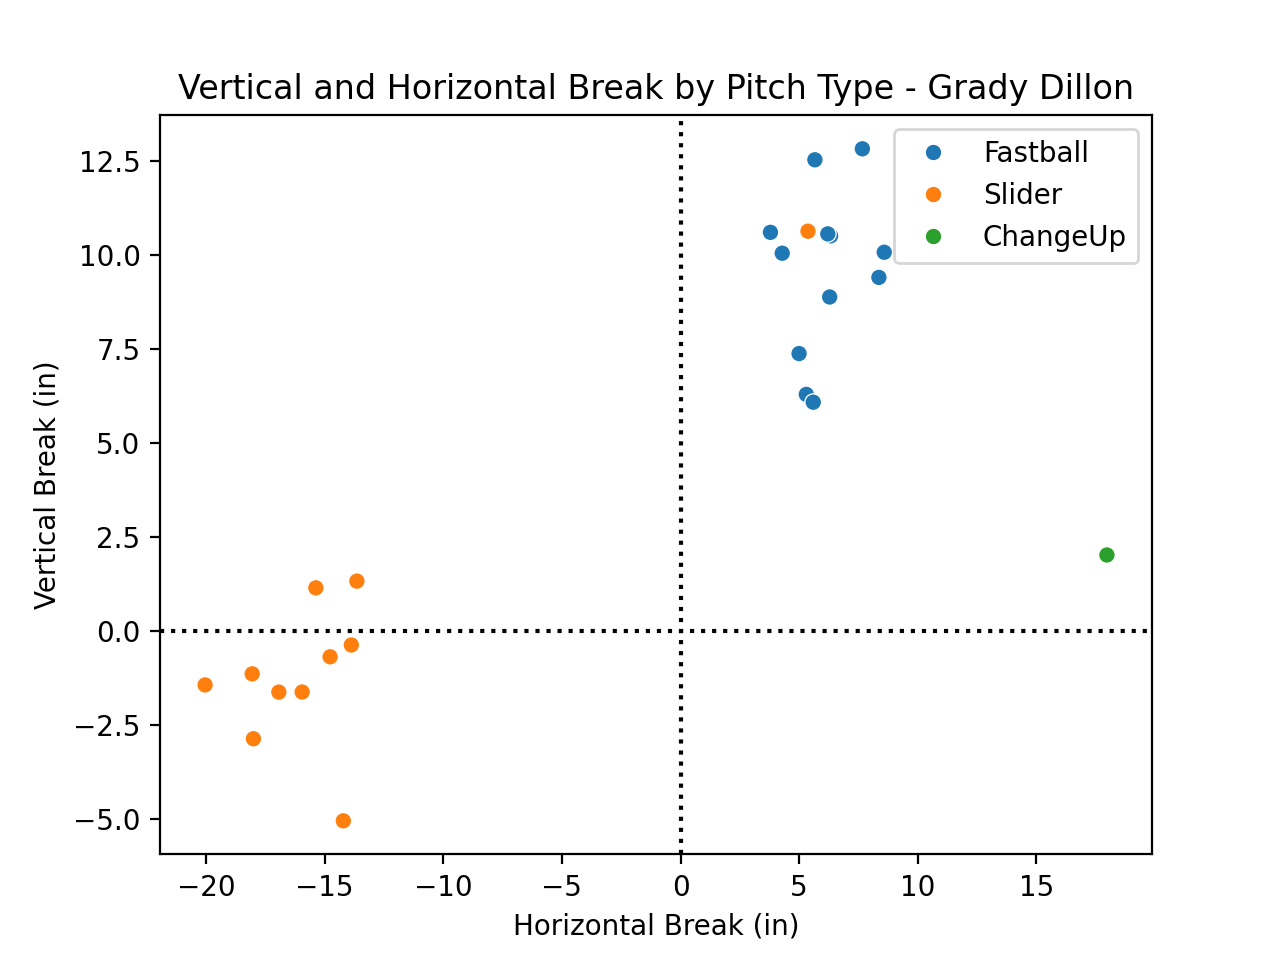 Vertical and Horizontal Break by Pitch Type - Grady Dillon
Fastball
Slider
ChangeUp
12.5
10.0
7.5
5.0
2.5
0.0
−2.5
−5.0
Vertical Break (in)
−20 −15 −10 −5 0 5 10 15
Horizontal Break (in)